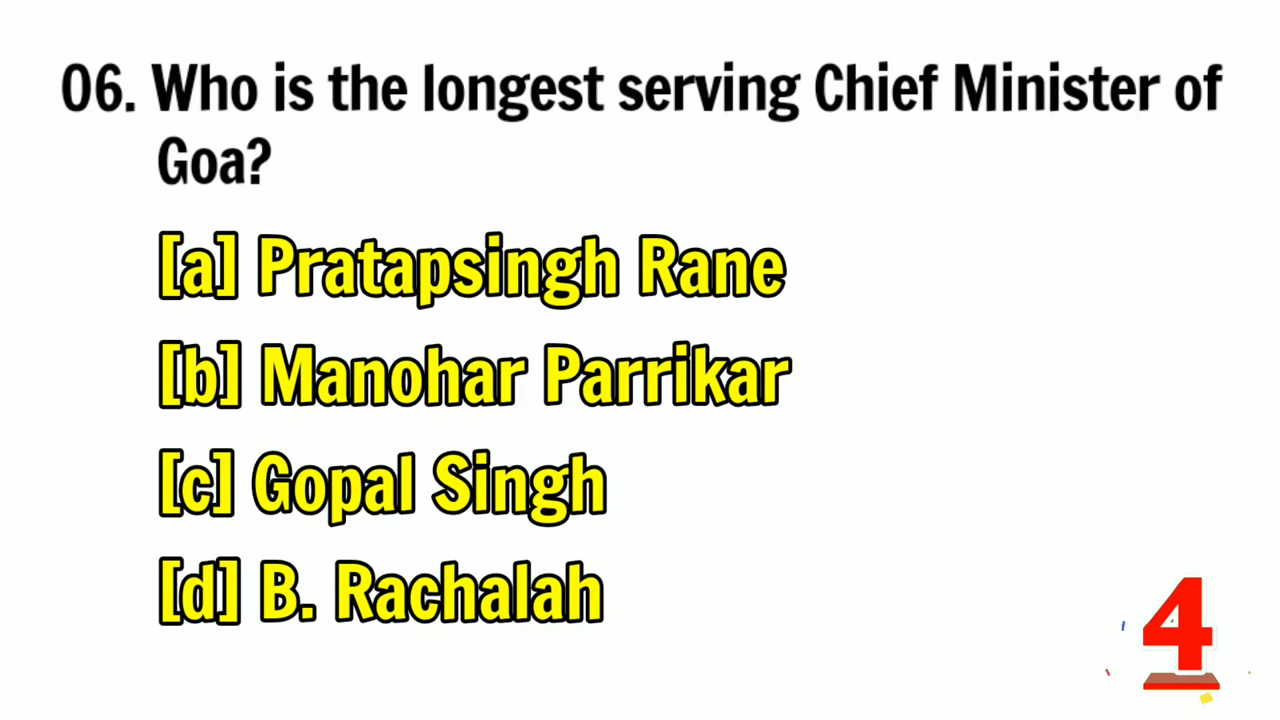 06. Who is the longest serving Chief Minister of
Goa?
[a] Pratapsingh Rane
[b] Manohar Parrikar
[c] Gopal Singh
[d] B. Rachalah
4